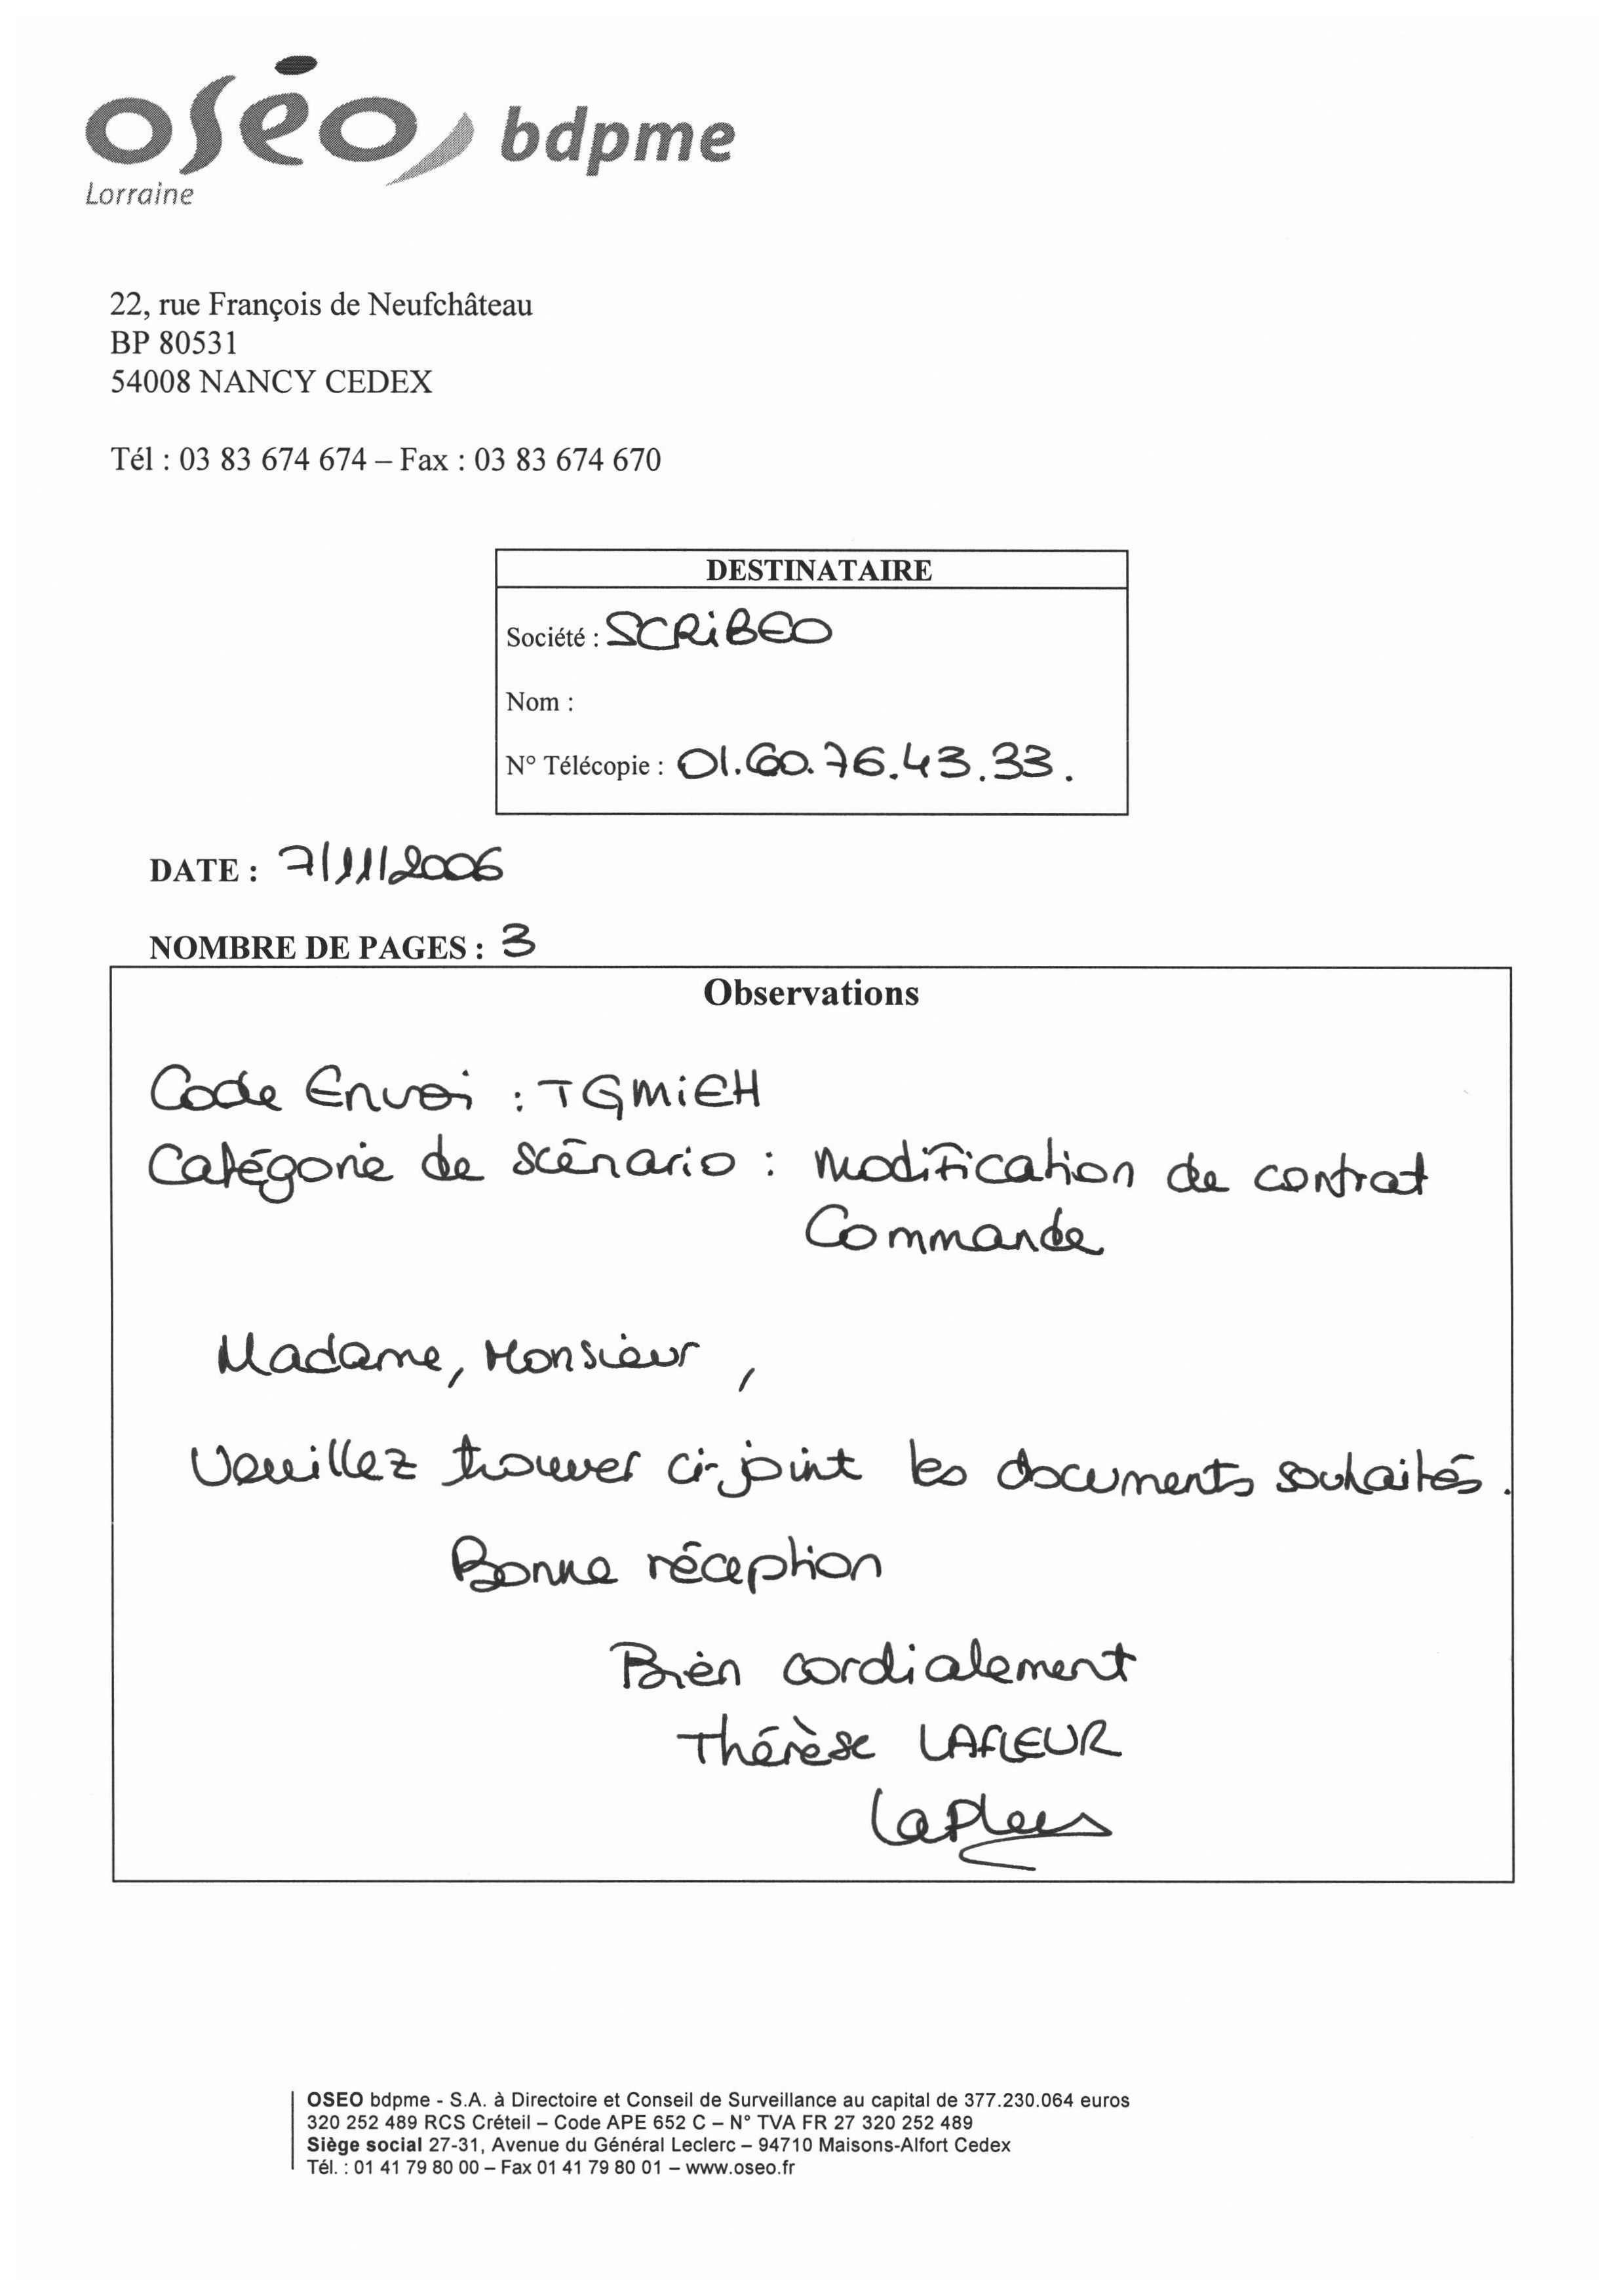 oséo bdpme
Lorraine
22, rue François de Neufchâteau
BP 80531
54008 NANCY CEDEX
Tél : 03 83 674 674 – Fax : 03 83 674 670
DESTINATAIRE
Société : SCRiBEO
Nom :
N° Télécopie : 01.60.76.43.33.
DATE : 7/11/2006
NOMBRE DE PAGES : 3
Observations
Code Envoi : TGMiEH
Catégorie de scénario : modification de contrat
Commande
Madame, Monsieur,
Veuillez trouver ci-joint les documents souhaités.
Bonne réception
Bien cordialement
Thérèse LAFLEUR
Lafleur
OSEO bdpme - S.A. à Directoire et Conseil de Surveillance au capital de 377.230.064 euros
320 252 489 RCS Créteil – Code APE 652 C – N° TVA FR 27 320 252 489
Siège social 27-31, Avenue du Général Leclerc – 94710 Maisons-Alfort Cedex
Tél. : 01 41 79 80 00 – Fax 01 41 79 80 01 – www.oseo.fr